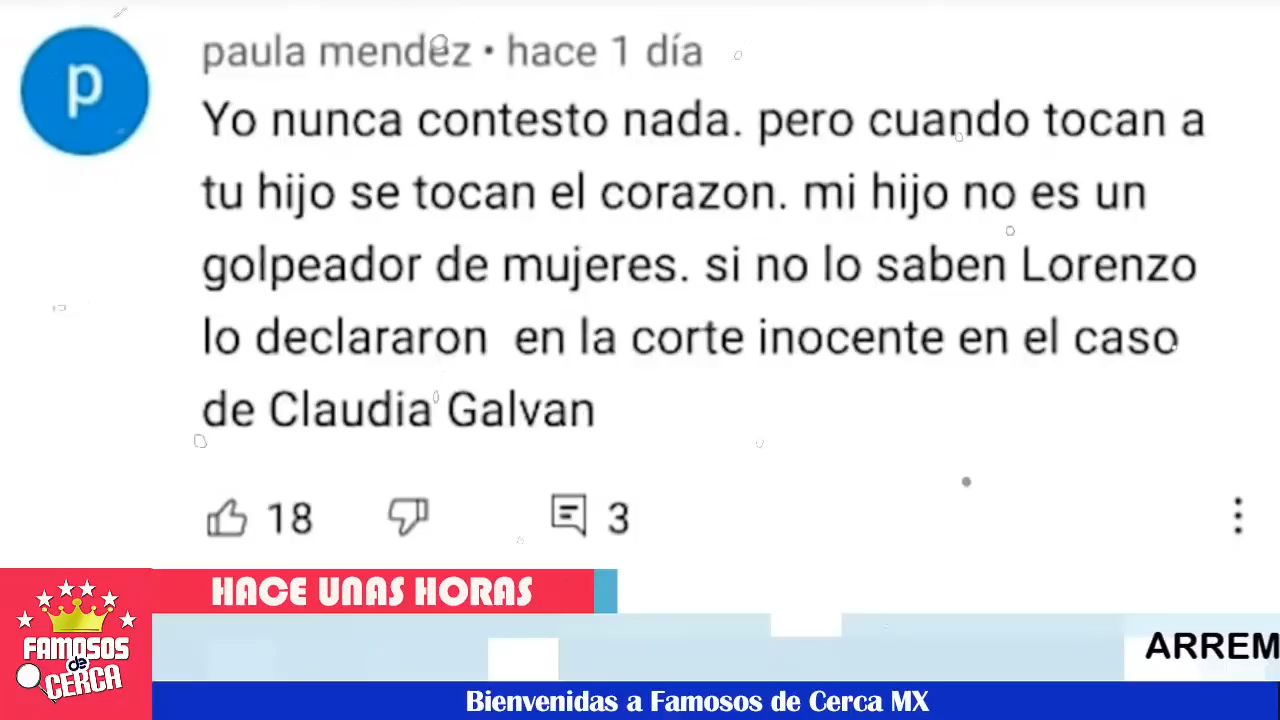 p
paula mendez • hace 1 día
Yo nunca contesto nada. pero cuando tocan a
tu hijo se tocan el corazon. mi hijo no es un
golpeador de mujeres. si no lo saben Lorenzo
lo declararon en la corte inocente en el caso
de Claudia Galvan
18
3
HACE UNAS HORAS
ARREM
FAMOSOS
de
CERCA
Bienvenidas a Famosos de Cerca MX